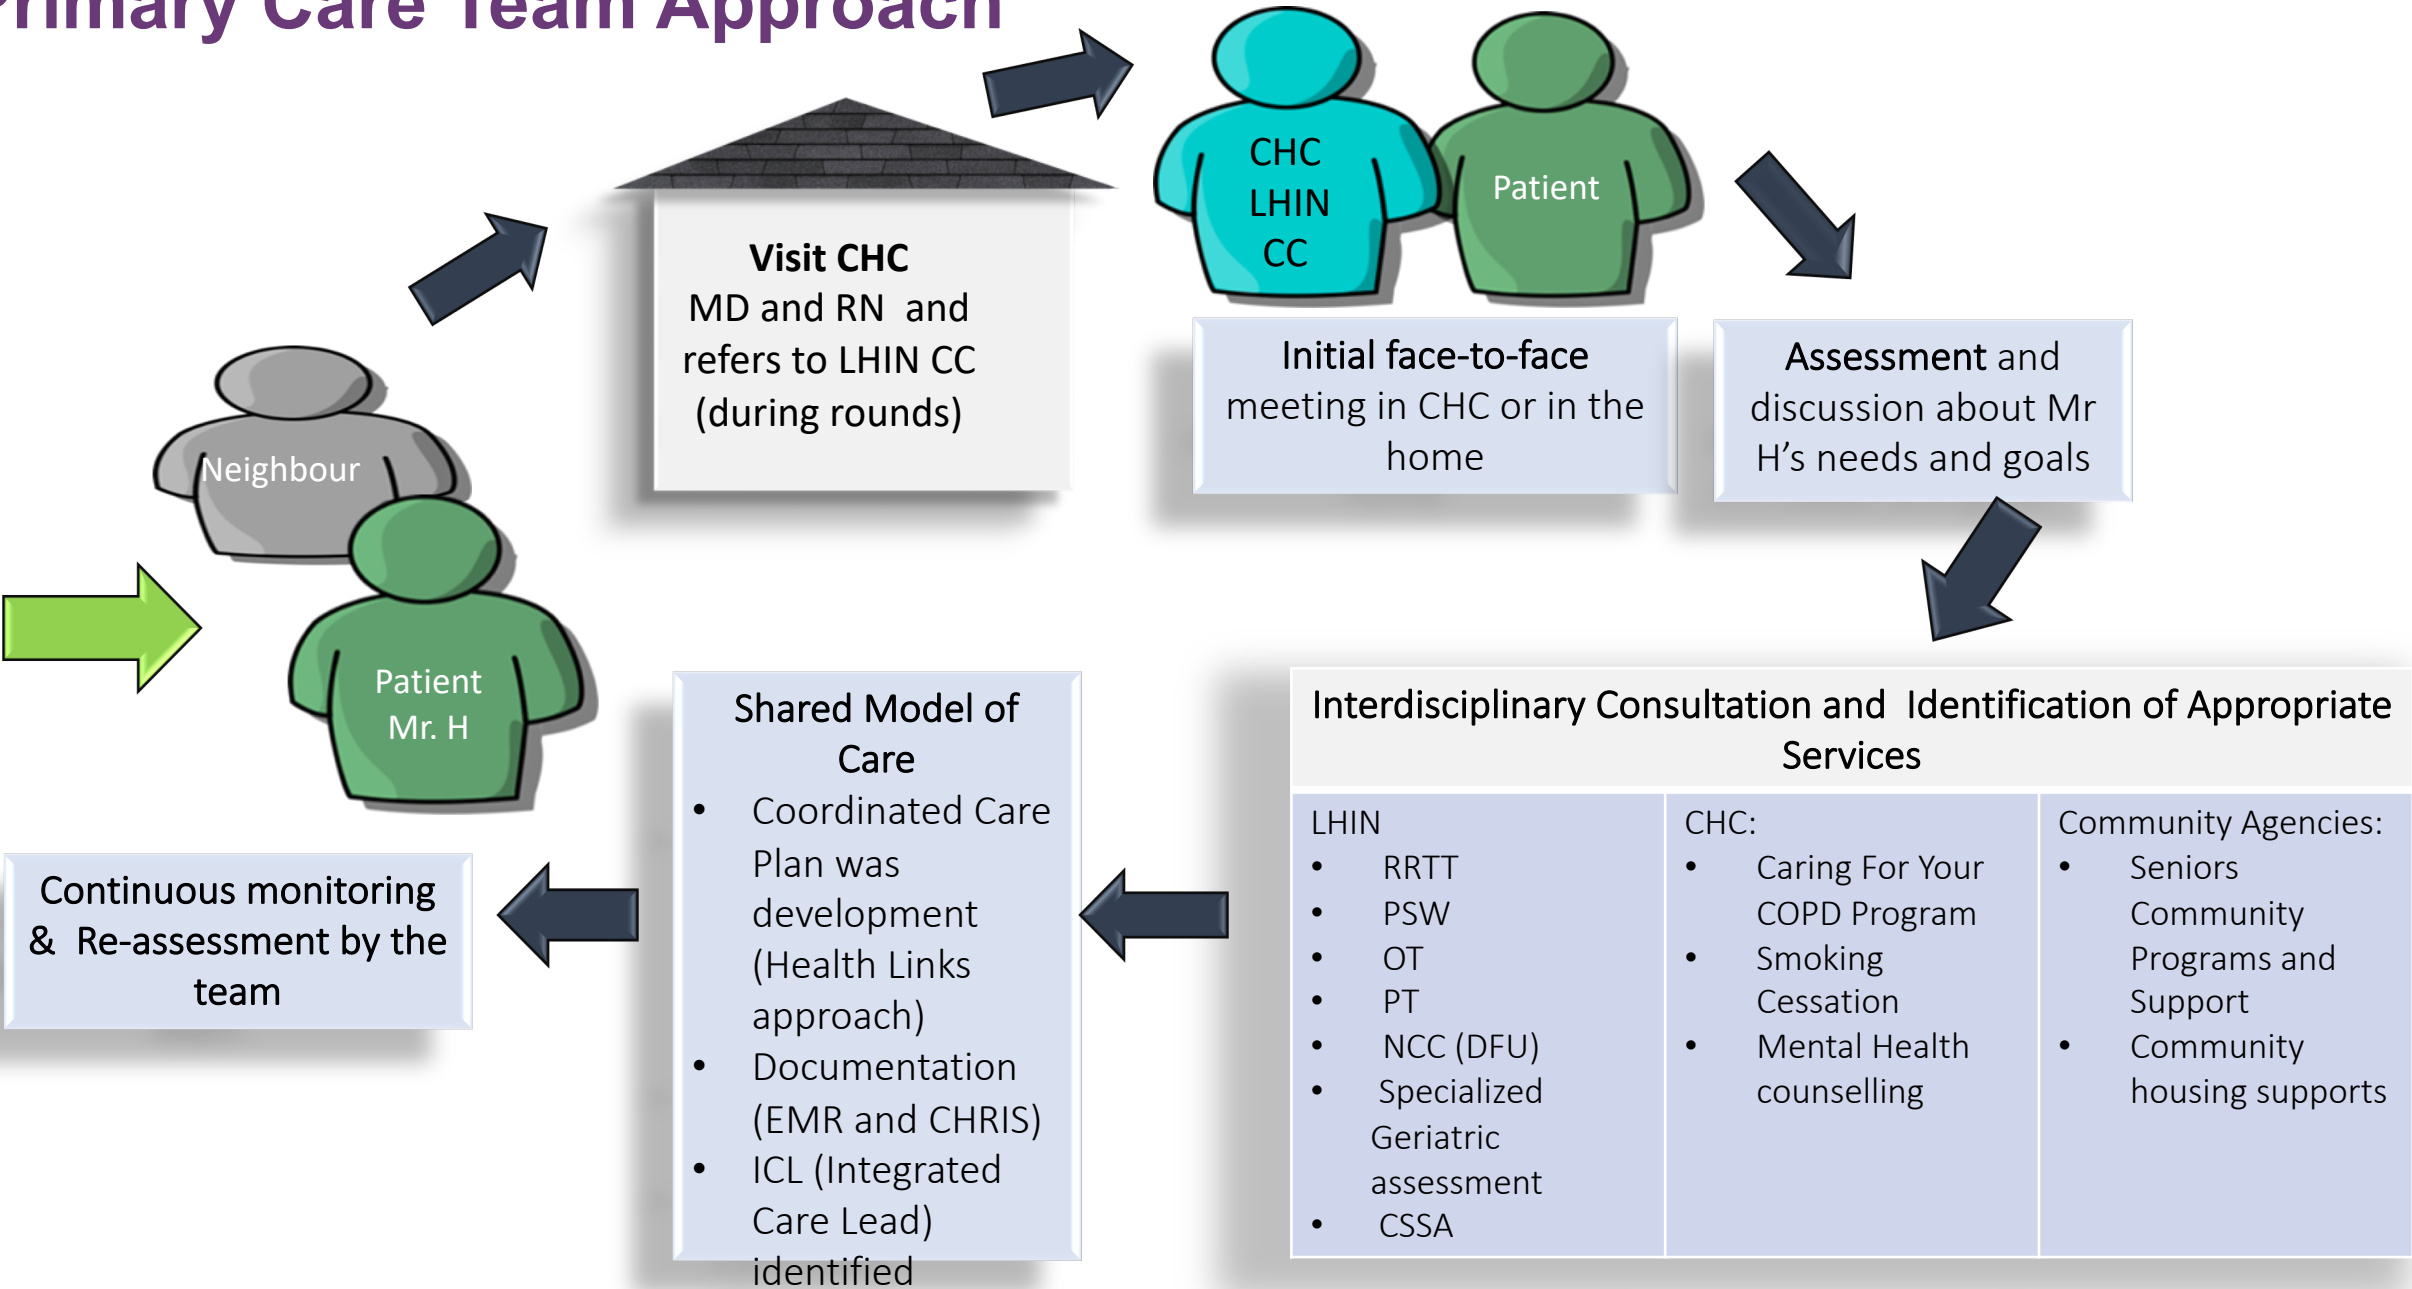 Primary Care Team Approach
Neighbour
Patient
Mr. H
Visit CHC
MD and RN and
refers to LHIN CC
(during rounds)
CHC
LHIN
CC
Patient
Initial face-to-face
meeting in CHC or in the
home
Assessment and
discussion about Mr
H’s needs and goals
Interdisciplinary Consultation and Identification of Appropriate
Services
LHIN
• RRTT
• PSW
• OT
• PT
• NCC (DFU)
• Specialized
Geriatric
assessment
• CSSA
CHC:
• Caring For Your
COPD Program
• Smoking
Cessation
• Mental Health
counselling
Community Agencies:
• Seniors
Community
Programs and
Support
• Community
housing supports
Shared Model of
Care
• Coordinated Care
Plan was
development
(Health Links
approach)
• Documentation
(EMR and CHRIS)
• ICL (Integrated
Care Lead)
identified
Continuous monitoring
& Re-assessment by the
team